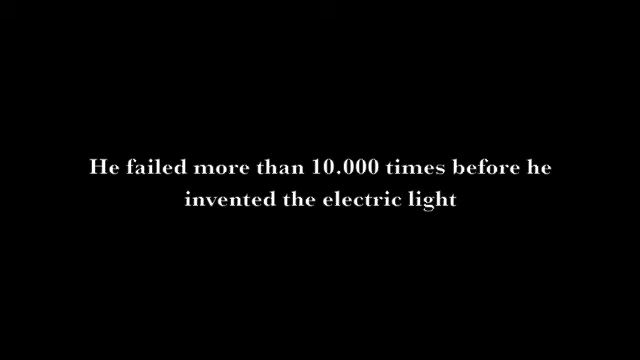 He failed more than 10.000 times before he
invented the electric light